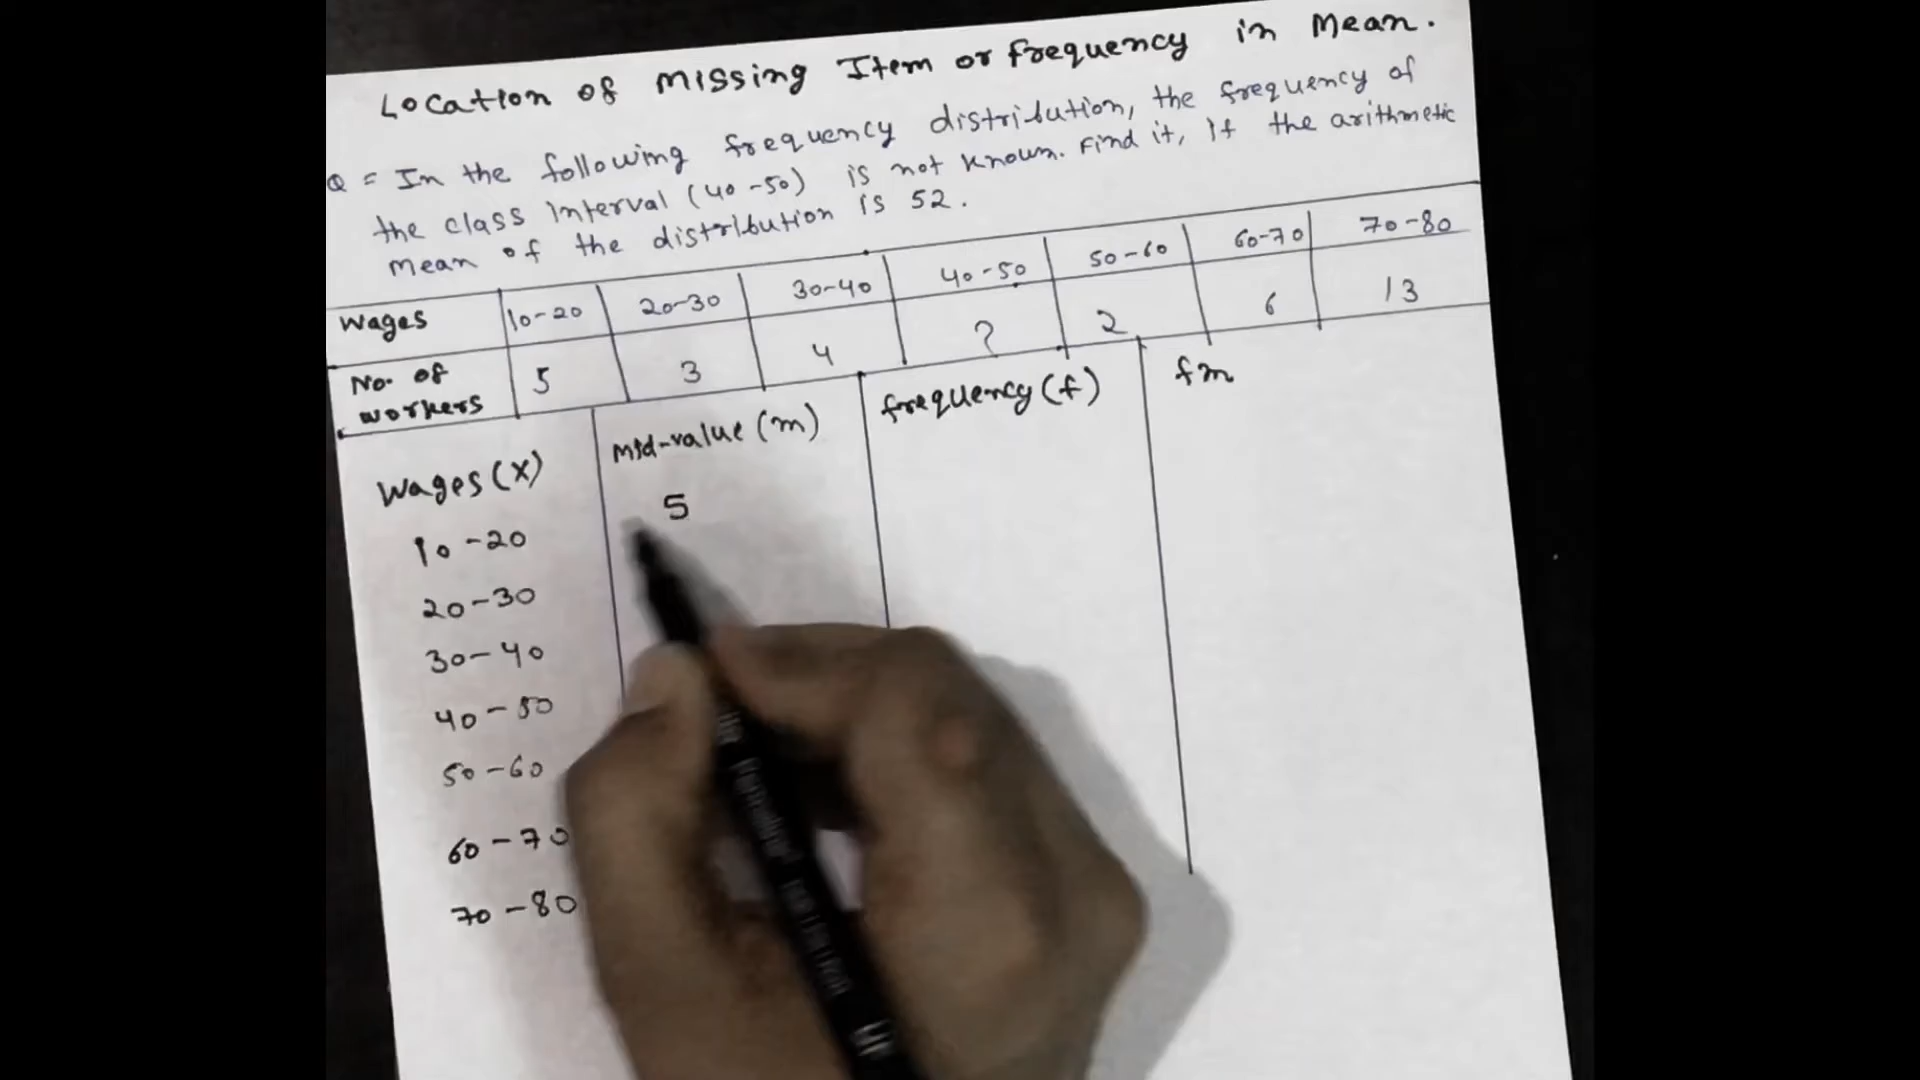 Location of Missing Item or frequency in Mean.
Q = In the following frequency distribution, the frequency of
the class interval (40-50) is not known. Find it, if the arithmetic
mean of the distribution is 52.
Wages 10-20 20-30 30-40 40-50 50-60 60-70 70-80
No. of workers 5 3 4 ? 2 6 13
Wages (X) Mid-value (m) frequency (f) fm
10-20 5
20-30
30-40
40-50
50-60
60-70
70-80